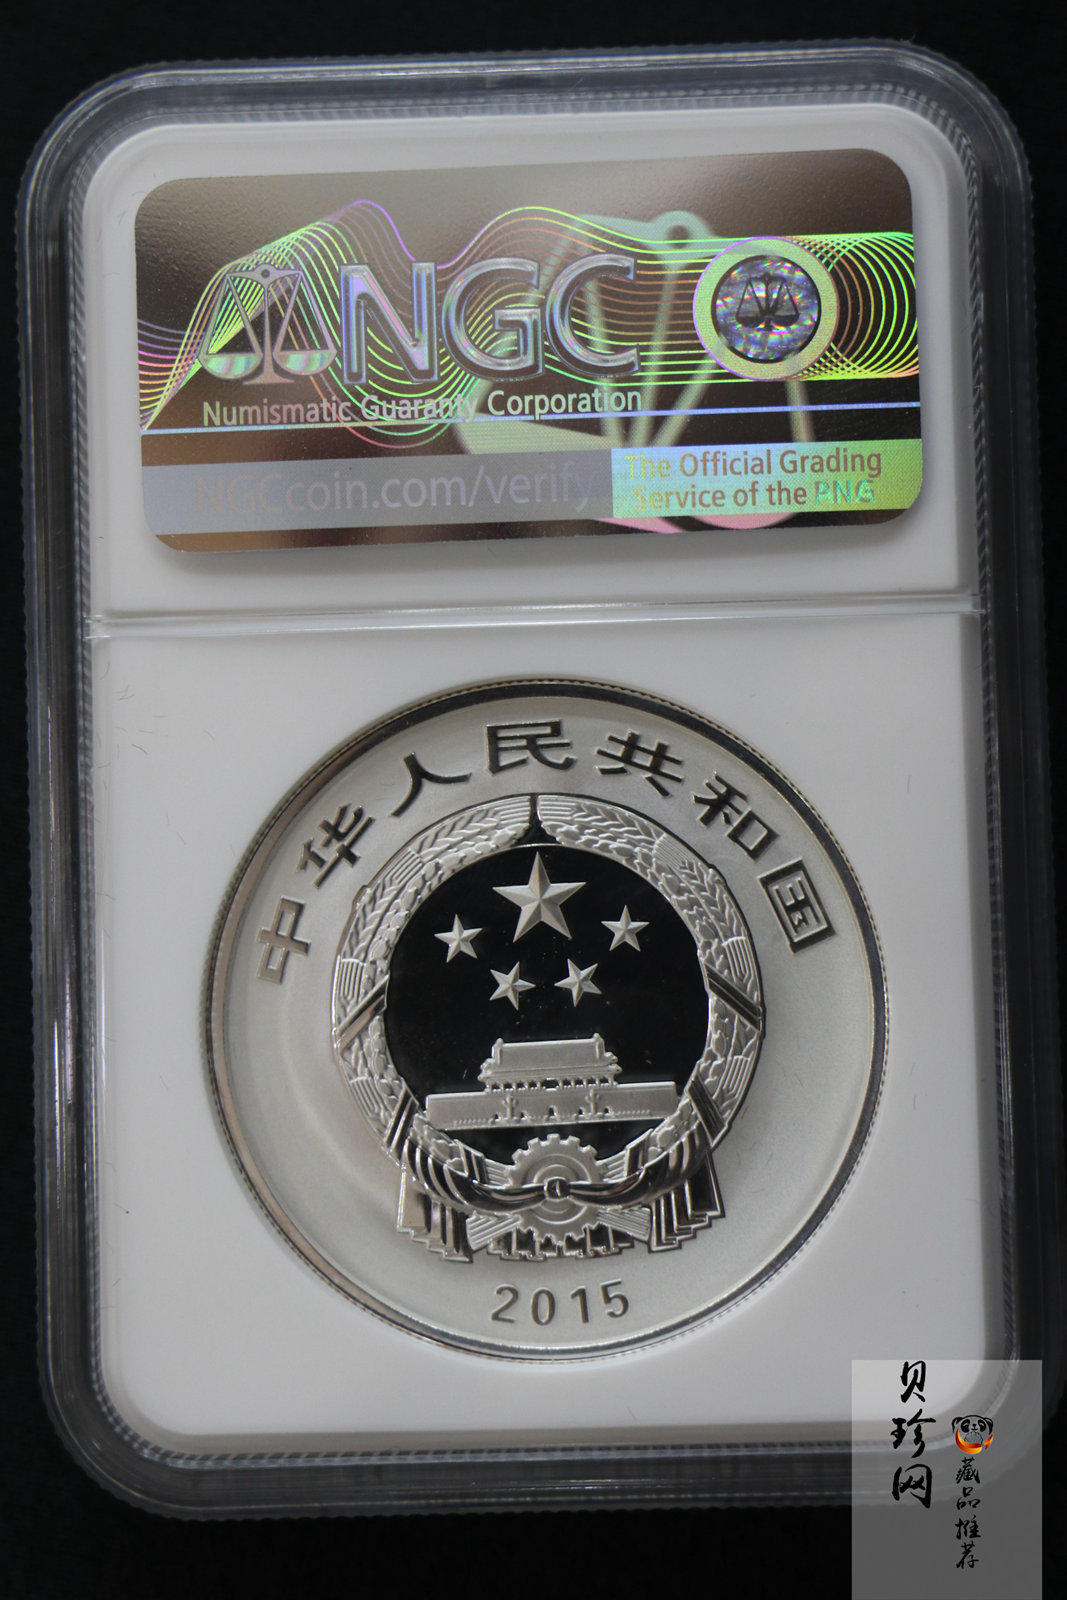 NGC
Numismatic Guaranty Corporation
NGCcoin.com/verify
The Official Grading
Service of the PNG
中华人民共和国
2015
贝珍网
藏品推荐